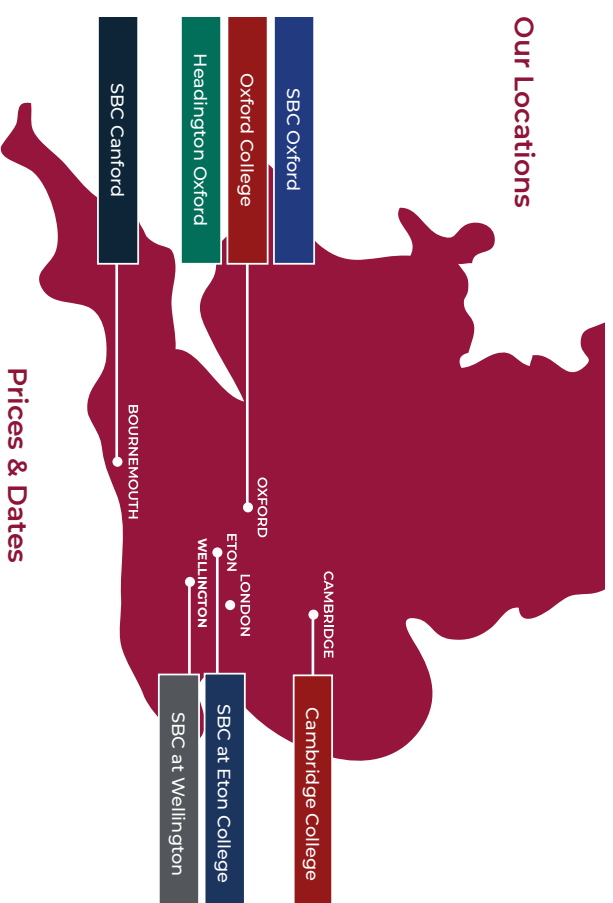 Our Locations
SBC Oxford
Oxford College
Headington Oxford
SBC Canford
CAMBRIDGE
OXFORD
LONDON
ETON
WELLINGTON
BOURNEMOUTH
Cambridge College
SBC at Eton College
SBC at Wellington
Prices & Dates